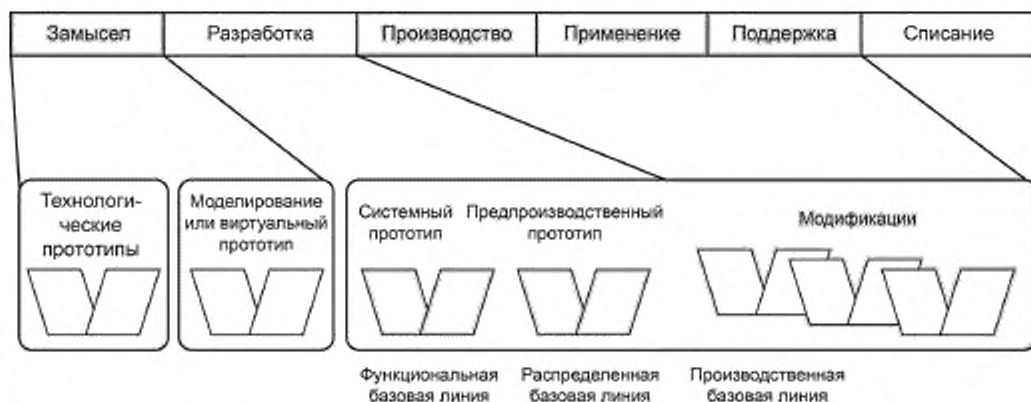 Замысел Разработка Производство Применение Поддержка Списание
Технологи-
ческие
прототипы
Моделирование
или виртуальный
прототип
Системный
прототип
Предпроизводственный
прототип
Модификации
Функциональная
базовая линия
Распределенная
базовая линия
Производственная
базовая линия